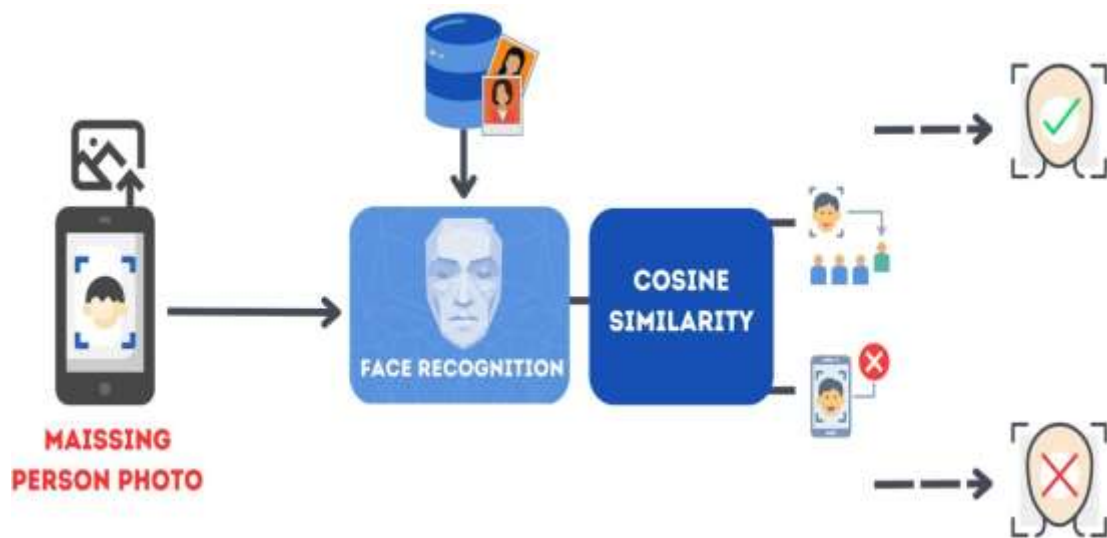 COSINE
SIMILARITY
FACE RECOGNITION
MAISSING
PERSON PHOTO